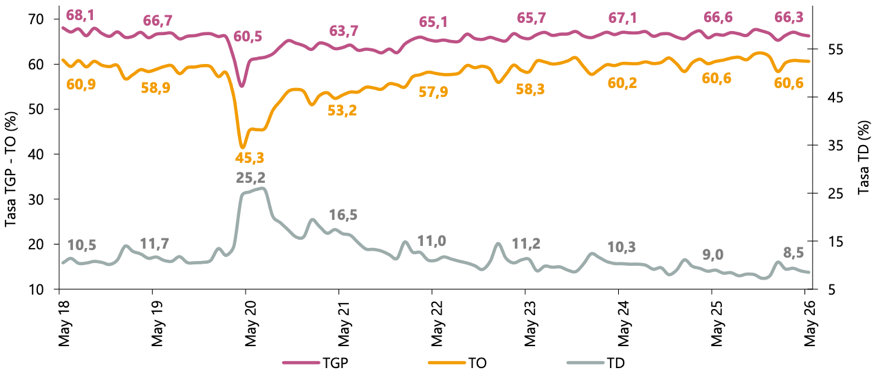 70
60
50
40
30
20
10
Tasa TGP - TO (%)
68,1
66,7
60,5
63,7
65,1
65,7
67,1
66,6
66,3
60,9
58,9
45,3
53,2
57,9
58,3
60,2
60,6
60,6
10,5
11,7
25,2
16,5
11,0
11,2
10,3
9,0
8,5
55
45
35
25
15
5
Tasa TD (%)
May 18
May 19
May 20
May 21
May 22
May 23
May 24
May 25
May 26
TGP
TO
TD